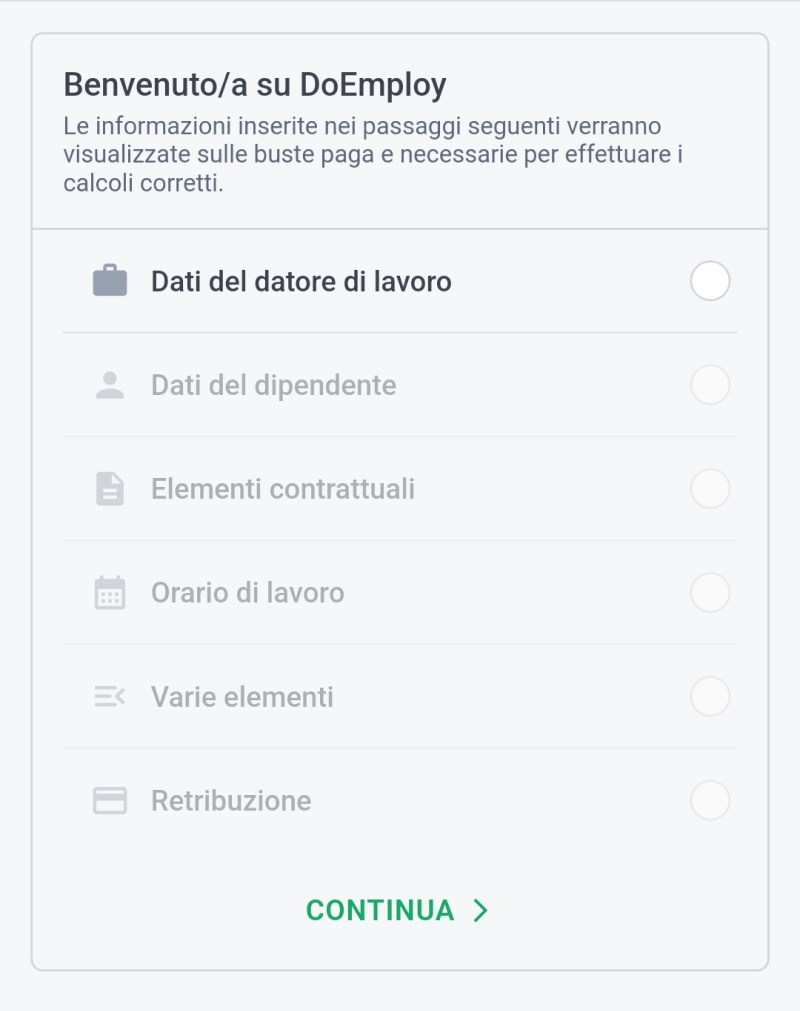 Benvenuto/a su DoEmploy
Le informazioni inserite nei passaggi seguenti verranno
visualizzate sulle buste paga e necessarie per effettuare i
calcoli corretti.
Dati del datore di lavoro
Dati del dipendente
Elementi contrattuali
Orario di lavoro
Varie elementi
Retribuzione
CONTINUA